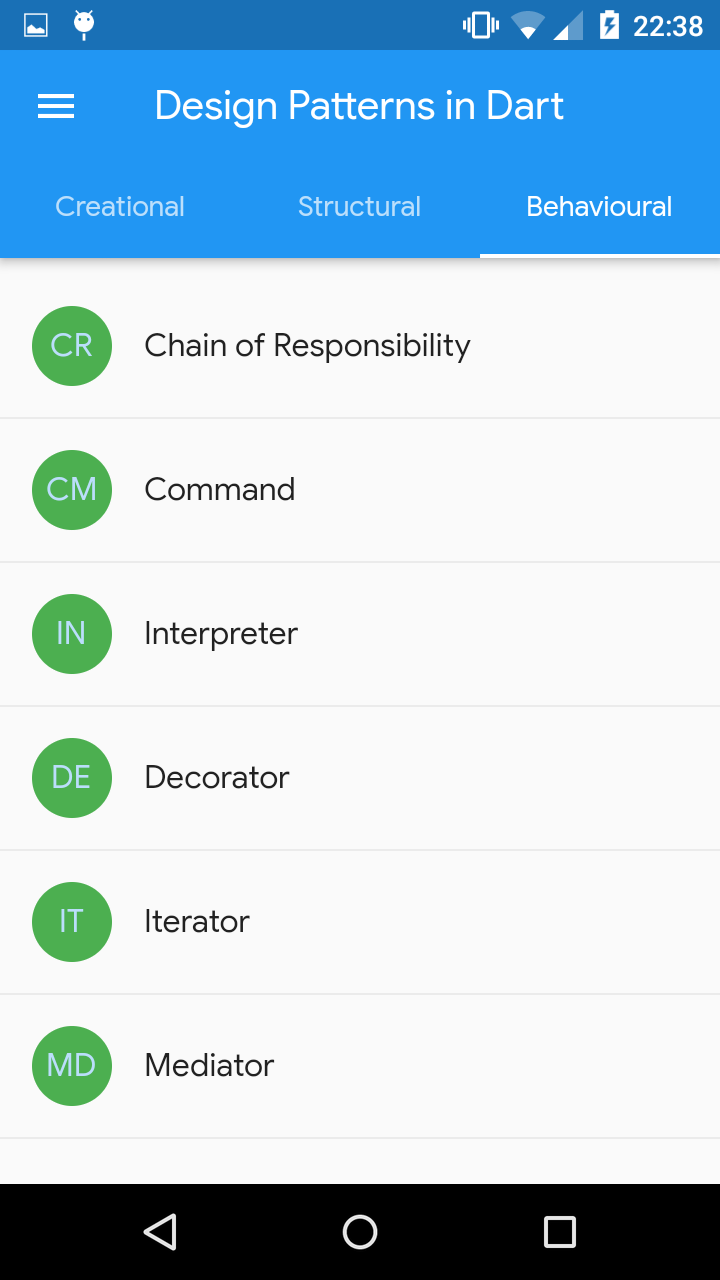 22:38
Design Patterns in Dart
Creational Structural Behavioural
CR Chain of Responsibility
CM Command
IN Interpreter
DE Decorator
IT Iterator
MD Mediator